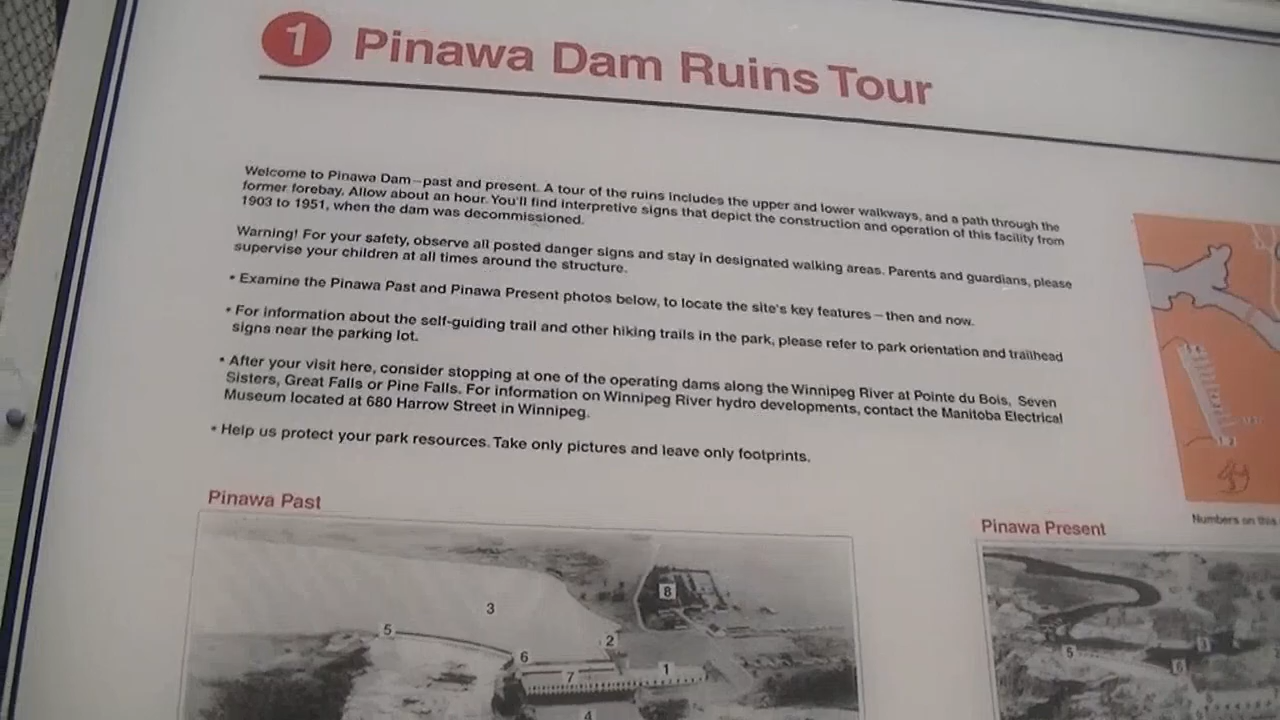 1 Pinawa Dam Ruins Tour
Welcome to Pinawa Dam–past and present. A tour of the ruins includes the upper and lower walkways, and a path through the
former forebay. Allow about an hour. You'll find interpretive signs that depict the construction and operation of this facility from
1903 to 1951, when the dam was decommissioned.
Warning! For your safety, observe all posted danger signs and stay in designated walking areas. Parents and guardians, please
supervise your children at all times around the structure.
• Examine the Pinawa Past and Pinawa Present photos below, to locate the site's key features – then and now.
• For information about the self-guiding trail and other hiking trails in the park, please refer to park orientation and trailhead
signs near the parking lot.
• After your visit here, consider stopping at one of the operating dams along the Winnipeg River at Pointe du Bois, Seven
Sisters, Great Falls or Pine Falls. For information on Winnipeg River hydro developments, contact the Manitoba Electrical
Museum located at 680 Harrow Street in Winnipeg.
• Help us protect your park resources. Take only pictures and leave only footprints.
Numbers on this
Pinawa Past
8
3
5
2
6
1
7
4
Pinawa Present
5
6